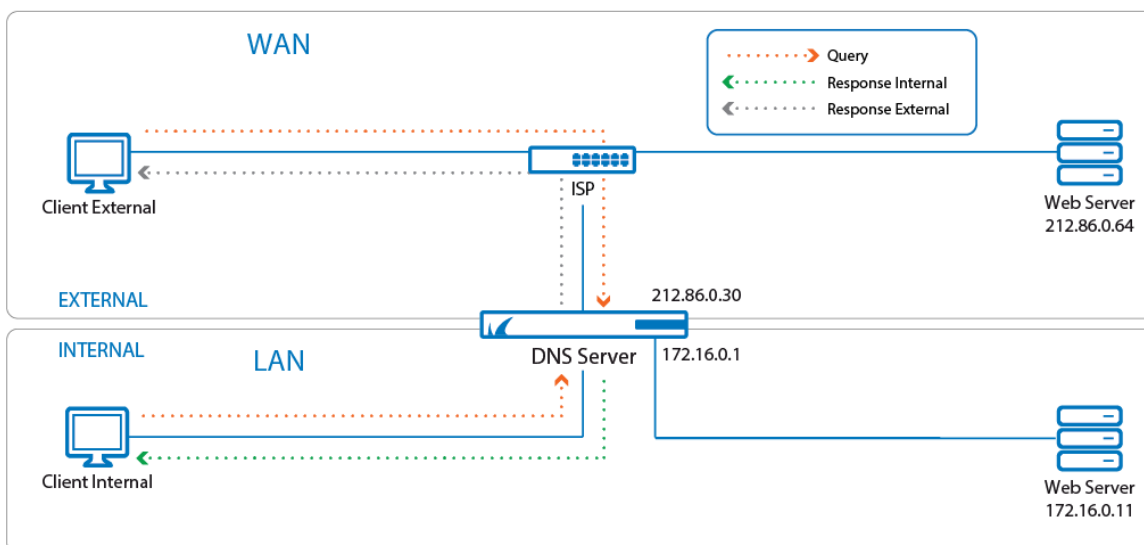 WAN
Query
Response Internal
Response External
Client External
ISP
Web Server
212.86.0.64
EXTERNAL
212.86.0.30
INTERNAL
LAN
DNS Server
172.16.0.1
Client Internal
Web Server
172.16.0.11